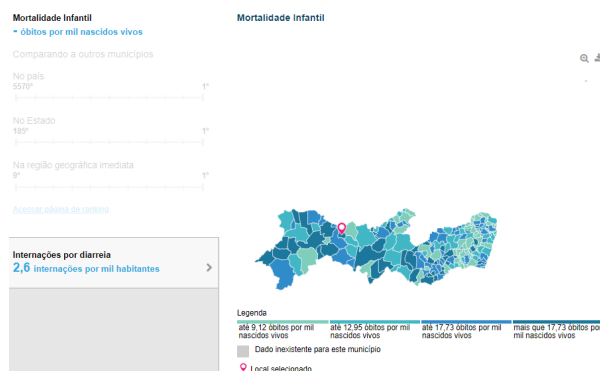 Mortalidade Infantil
- óbitos por mil nascidos vivos
Comparando a outros municípios
No país
5570º 1º
No Estado
185º 1º
Na região geográfica imediata
9º 1º
Acessar página de ranking
Internações por diarreia
2,6 internações por mil habitantes
Mortalidade Infantil
Legenda
até 9,12 óbitos por mil nascidos vivos
até 12,95 óbitos por mil nascidos vivos
até 17,73 óbitos por mil nascidos vivos
mais que 17,73 óbitos por nascidos vivos
Dado inexistente para este município
Local selecionado